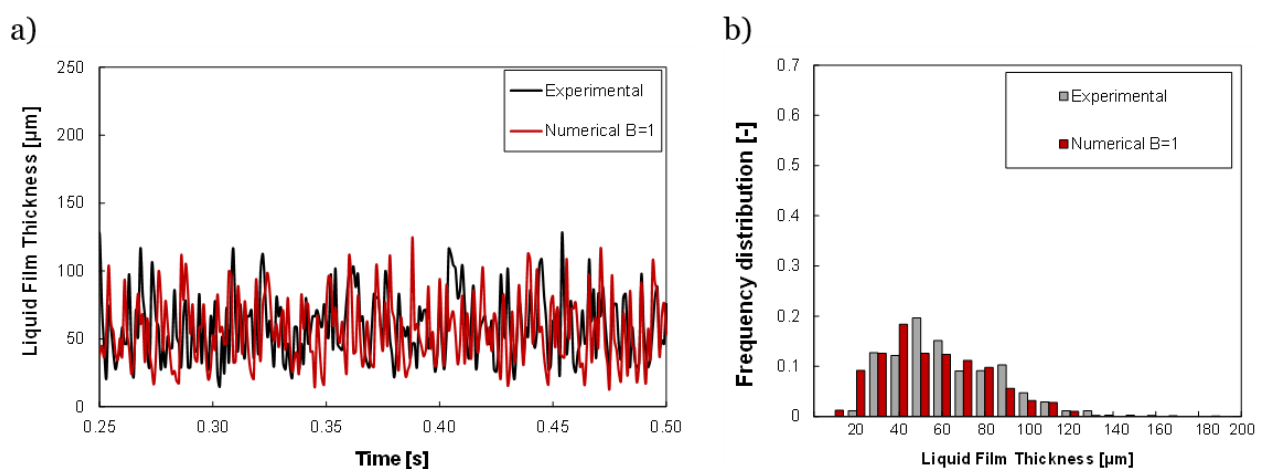 a)
250
200
150
100
50
0
Liquid Film Thickness [µm]
Experimental
Numerical B=1
0.25 0.30 0.35 0.40 0.45 0.50
Time [s]
b)
0.7
0.6
0.5
0.4
0.3
0.2
0.1
0
Frequency distribution [-]
Experimental
Numerical B=1
20 40 60 80 100 120 140 160 180 200
Liquid Film Thickness [µm]